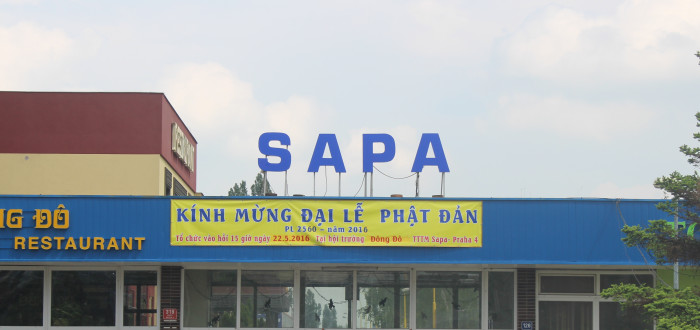 SAPA
KÍNH MỪNG ĐẠI LỄ PHẬT ĐẢN
PL 2560 - năm 2016
Tổ chức vào hồi 15 giờ ngày 22.5.2016 Tại hội trường Đông Đô TTTM Sapa- Praha 4
NG ĐÔ
RESTAURANT